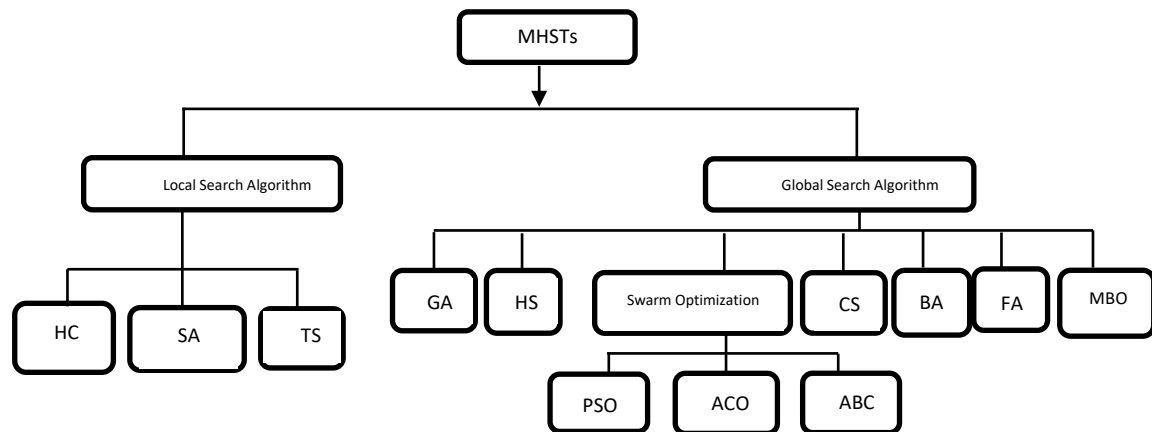 MHSTs
Local Search Algorithm
Global Search Algorithm
GA
HS
Swarm Optimization
CS
BA
FA
MBO
HC
SA
TS
PSO
ACO
ABC